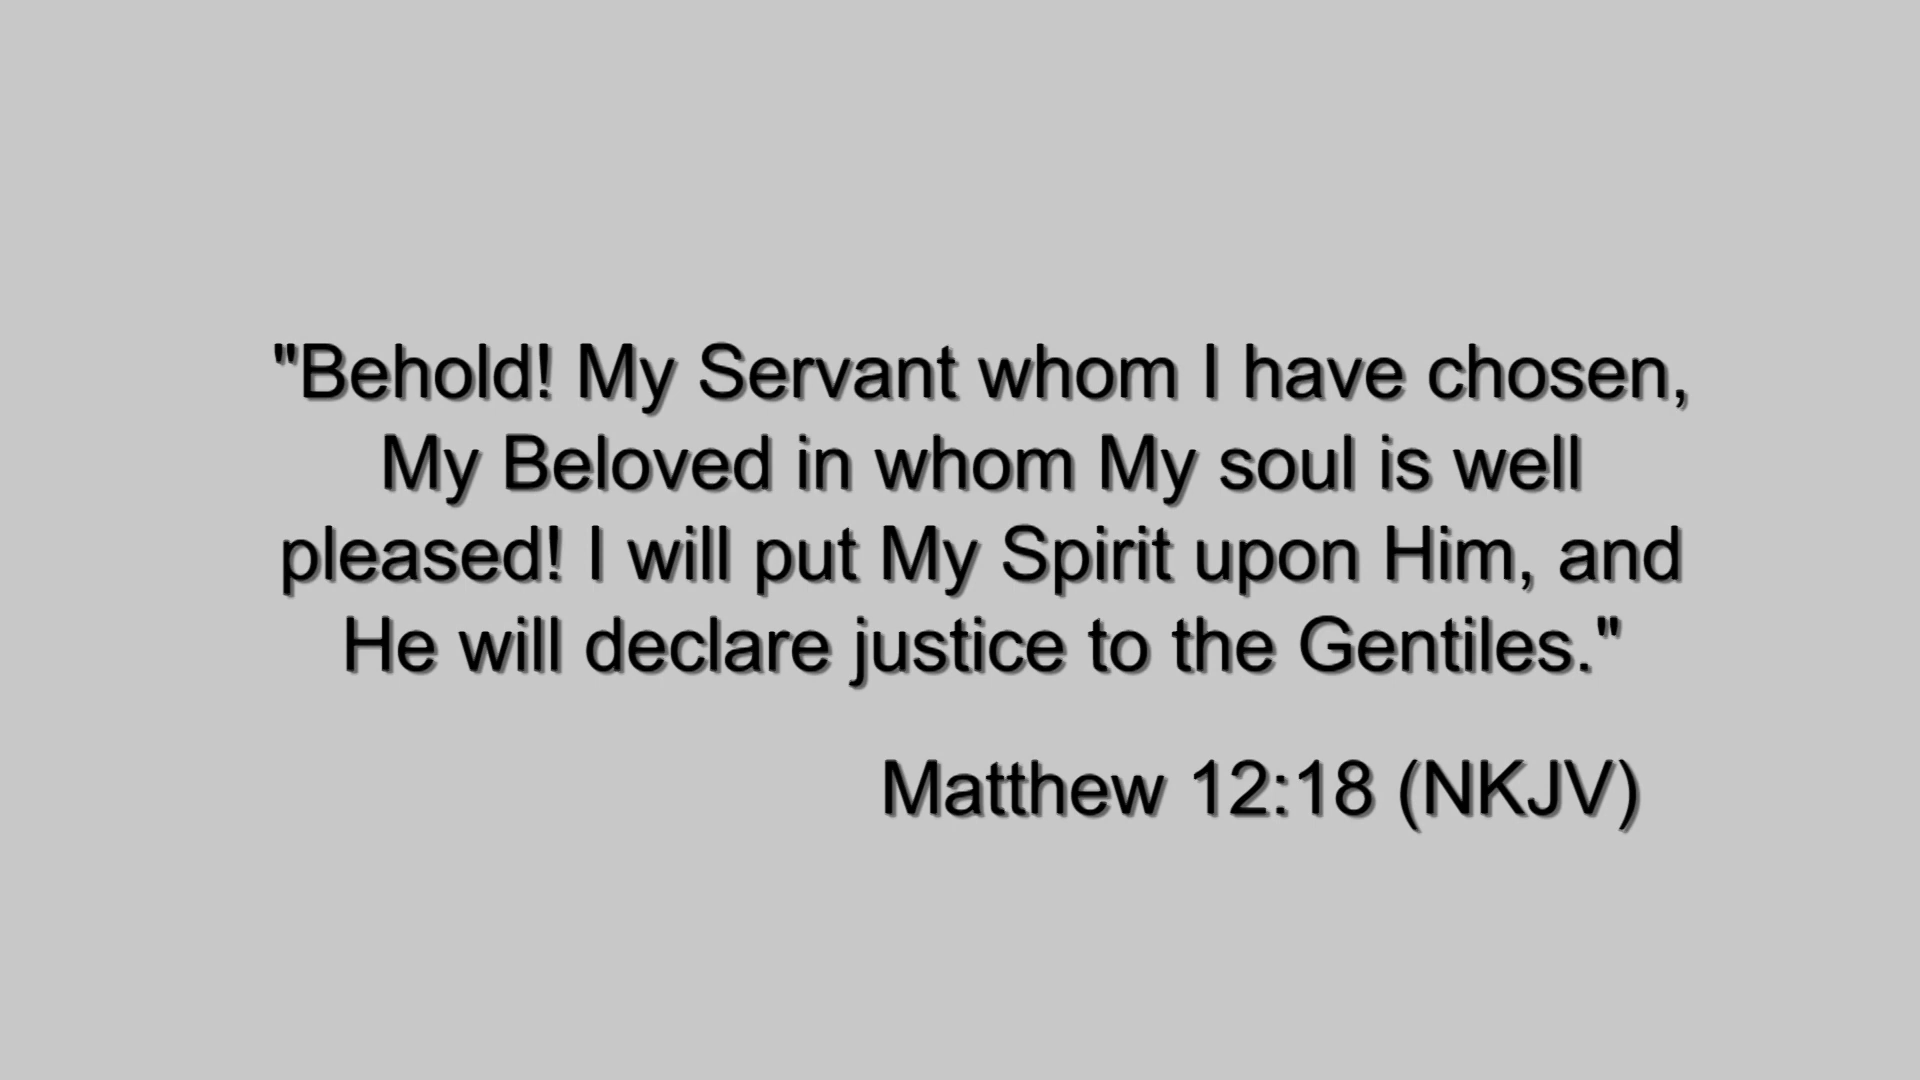 "Behold! My Servant whom I have chosen,
My Beloved in whom My soul is well
pleased! I will put My Spirit upon Him, and
He will declare justice to the Gentiles."
Matthew 12:18 (NKJV)